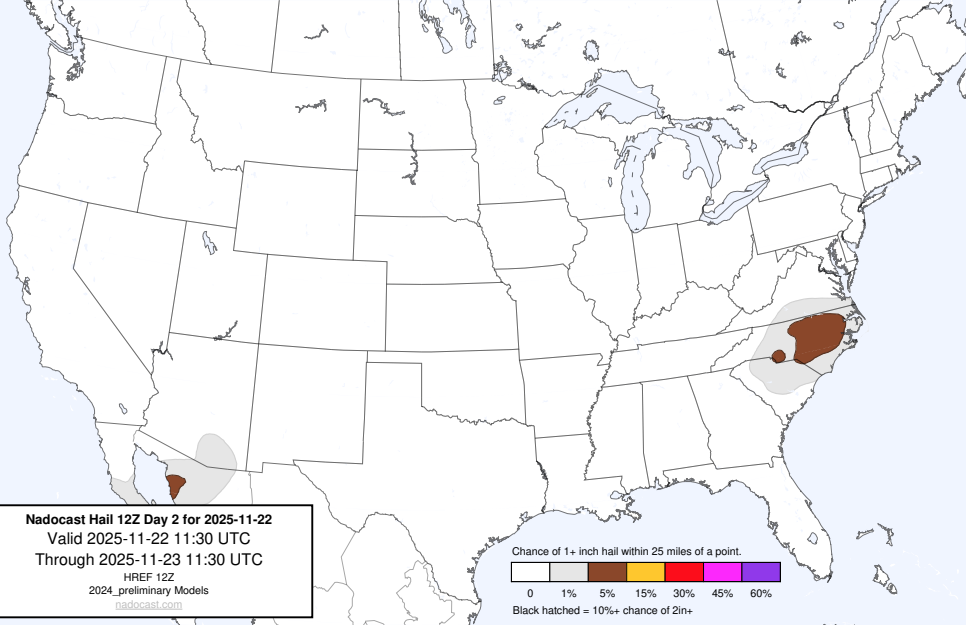 Nadocast Hail 12Z Day 2 for 2025-11-22
Valid 2025-11-22 11:30 UTC
Through 2025-11-23 11:30 UTC
HREF 12Z
2024_preliminary Models
nadocast.com
Chance of 1+ inch hail within 25 miles of a point.
0 1% 5% 15% 30% 45% 60%
Black hatched = 10%+ chance of 2in+